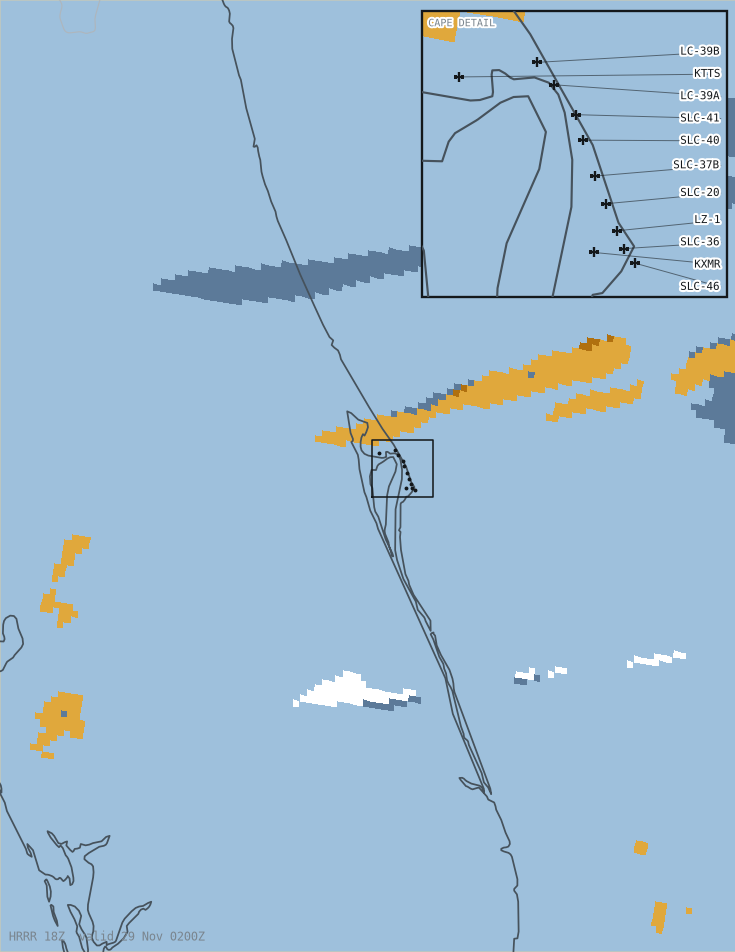 CAPE DETAIL
LC-39B
KTTS
LC-39A
SLC-41
SLC-40
SLC-37B
SLC-20
LZ-1
SLC-36
KXMR
SLC-46
HRRR 18Z  valid 29 Nov 0200Z